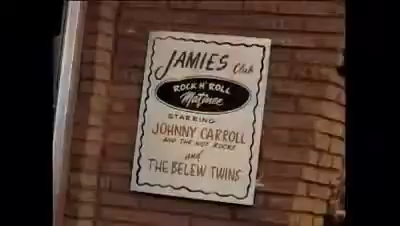 JAMIES Club
ROCK N' ROLL
Matinee
STARRING
JOHNNY CARROLL
AND THE HOT ROCKS
and
THE BELEW TWINS